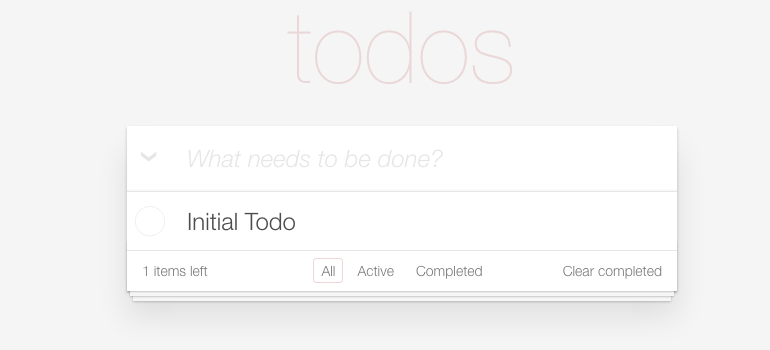 todos
What needs to be done?
Initial Todo
1 items left All Active Completed Clear completed